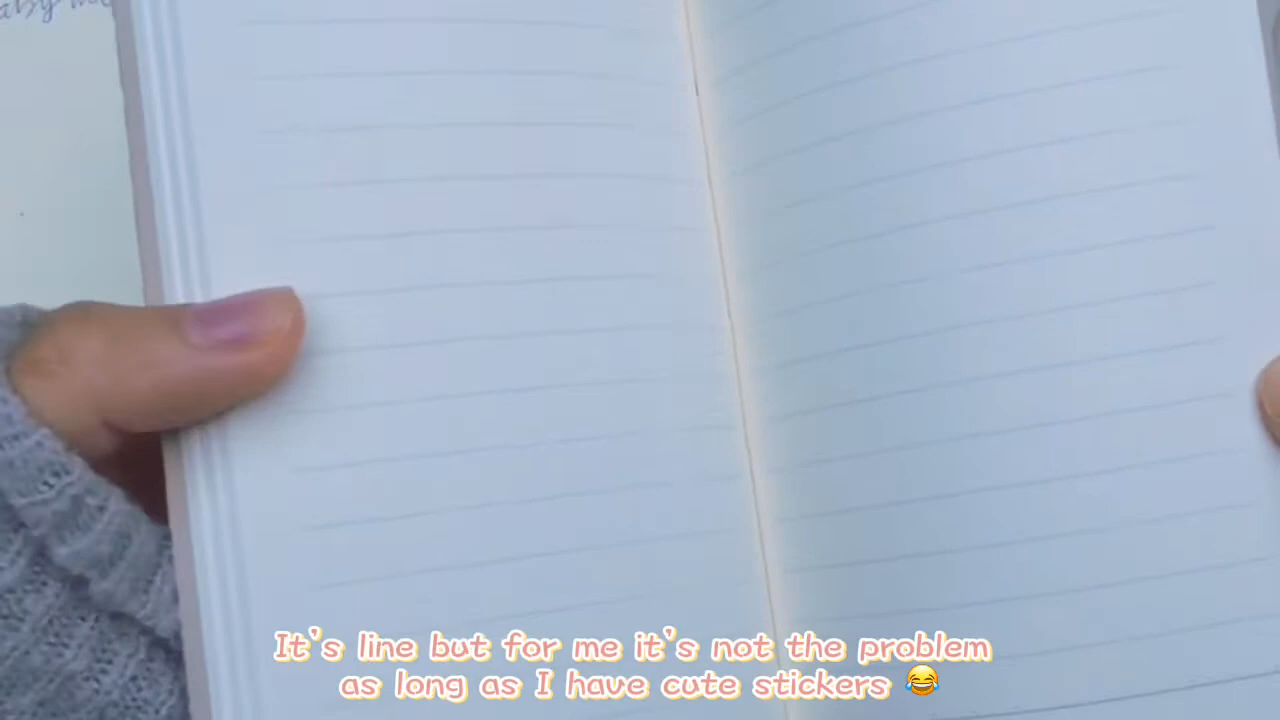 It's line but for me it's not the problem
as long as I have cute stickers 😂